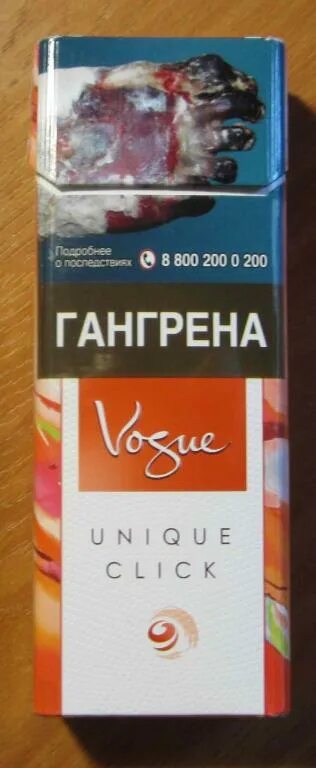 Подробнее
о последствиях 8 800 200 0 200
ГАНГРЕНА
Vogue
UNIQUE
CLICK